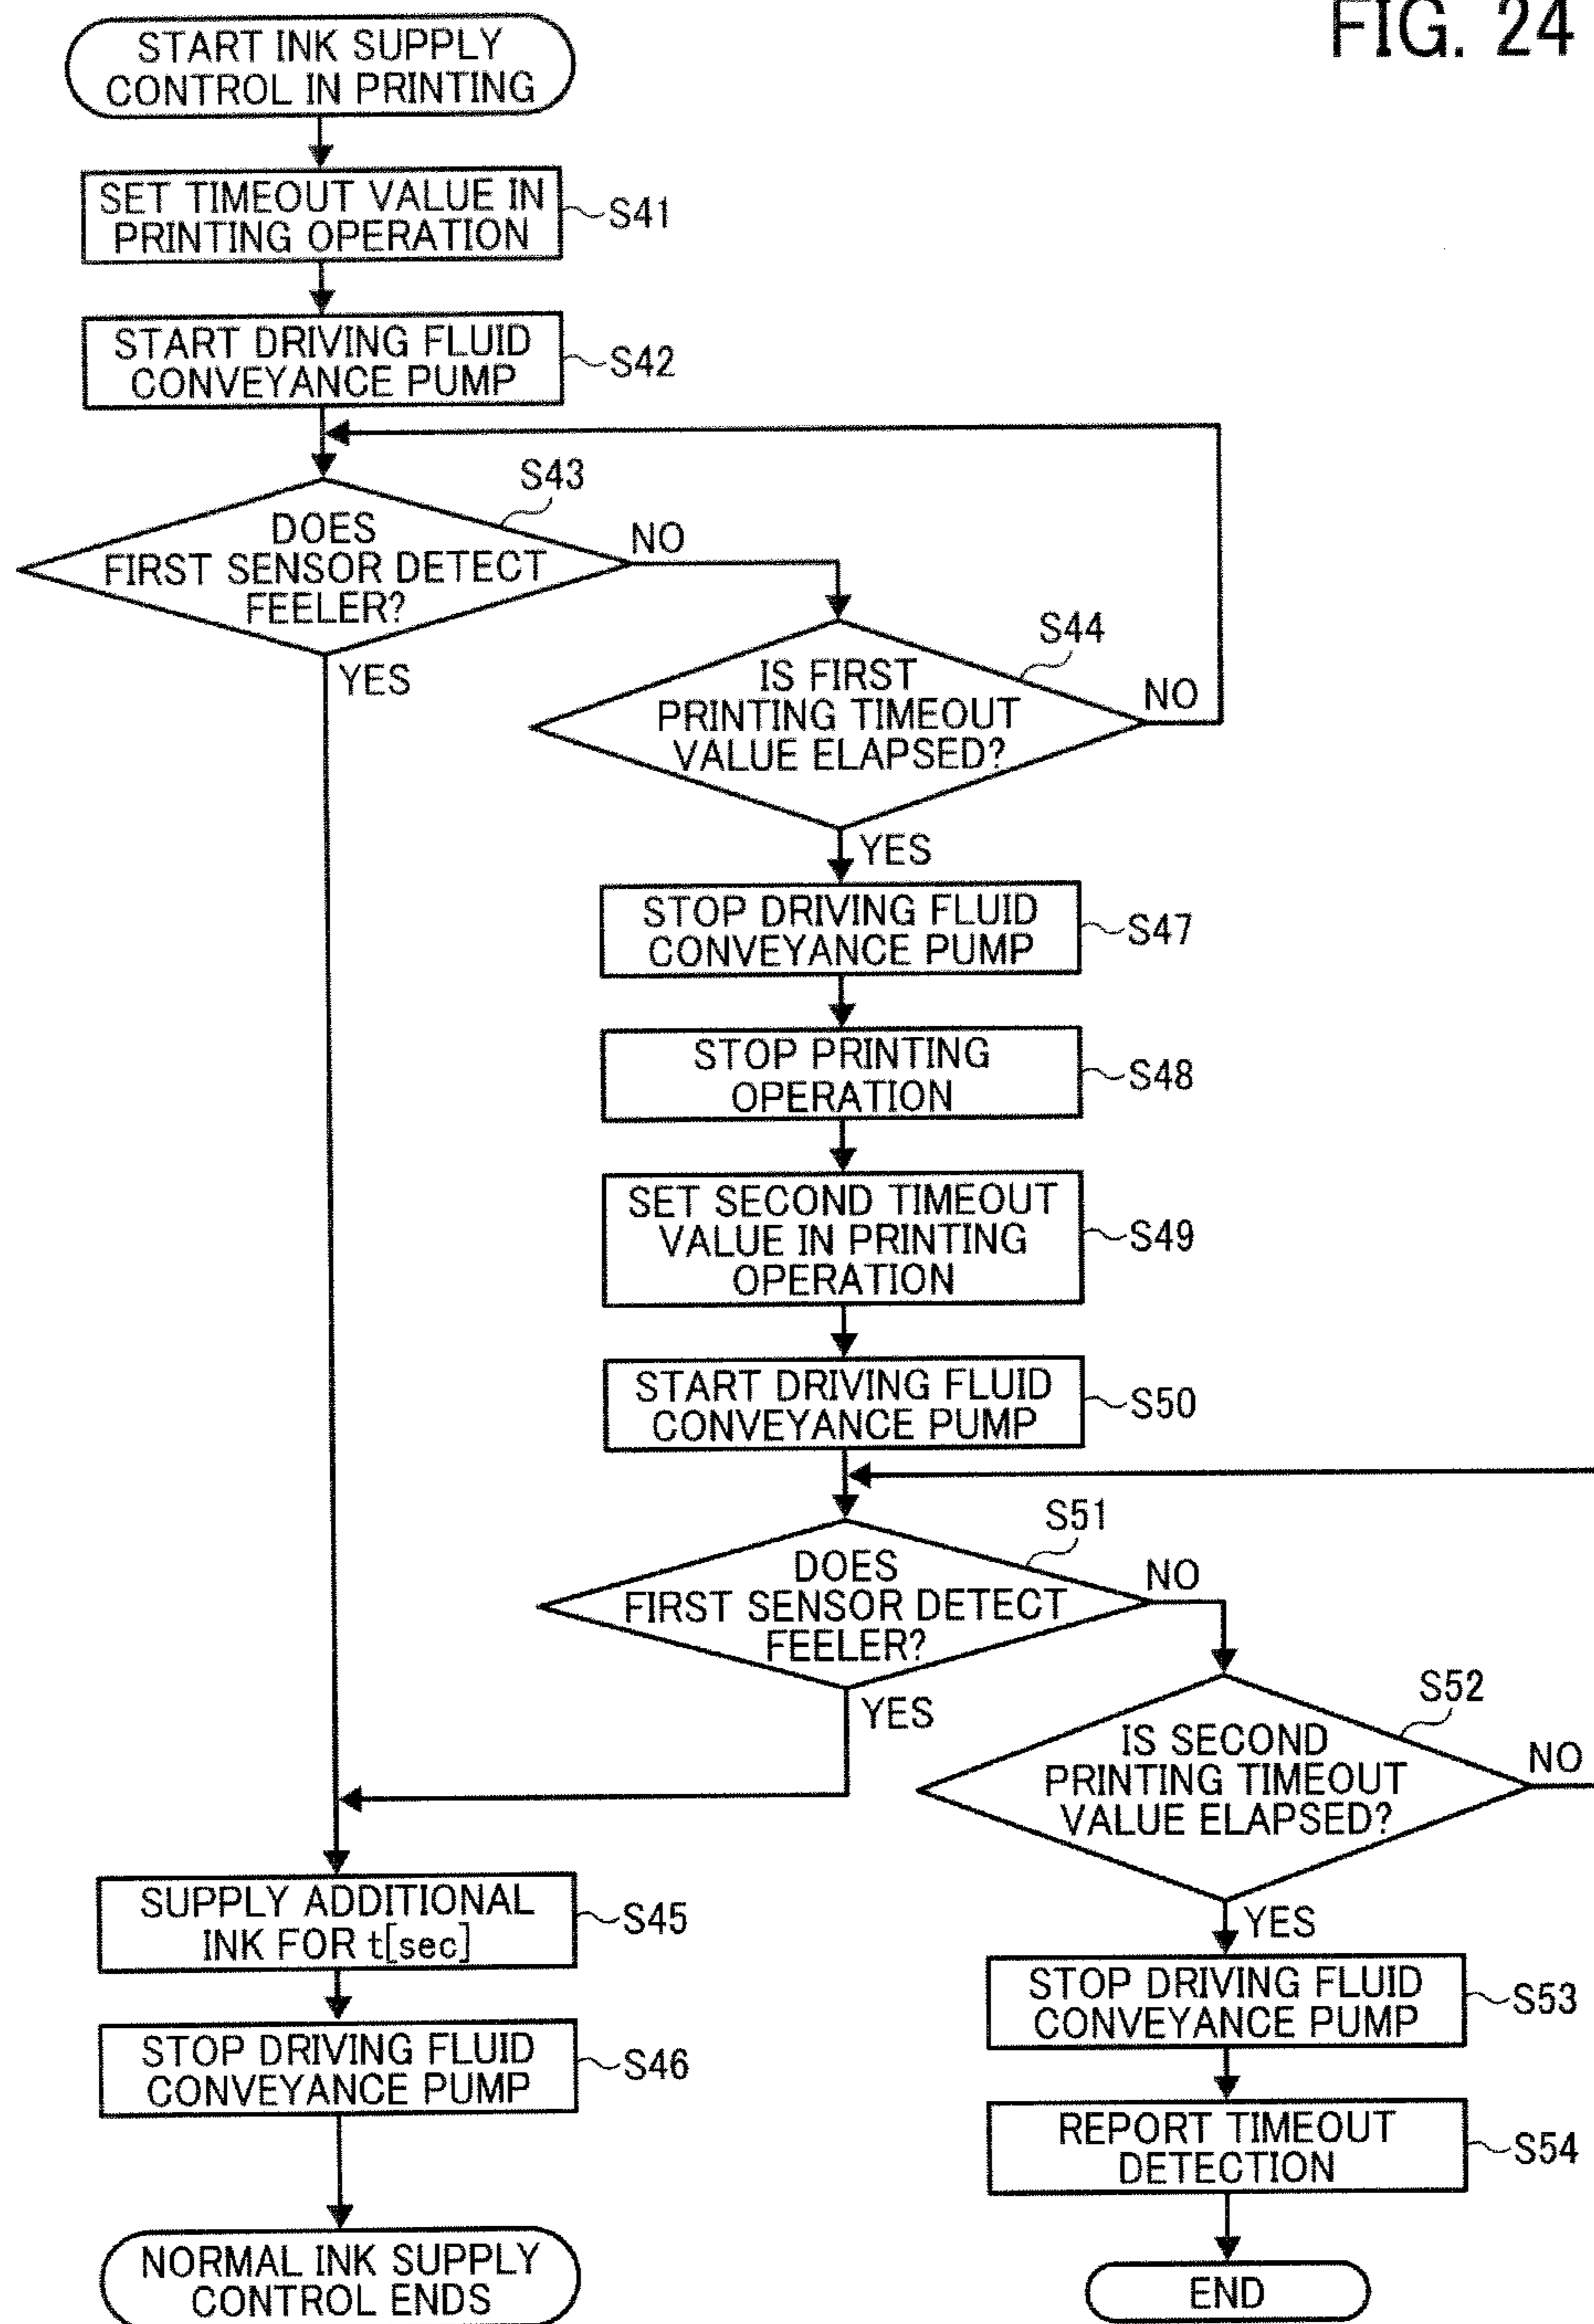 FIG. 24
START INK SUPPLY
CONTROL IN PRINTING
SET TIMEOUT VALUE IN
PRINTING OPERATION
S41
START DRIVING FLUID
CONVEYANCE PUMP
S42
S43
DOES
FIRST SENSOR DETECT
FEELER?
NO
YES
S44
IS FIRST
PRINTING TIMEOUT
VALUE ELAPSED?
NO
YES
STOP DRIVING FLUID
CONVEYANCE PUMP
S47
STOP PRINTING
OPERATION
S48
SET SECOND TIMEOUT
VALUE IN PRINTING
OPERATION
S49
START DRIVING FLUID
CONVEYANCE PUMP
S50
S51
DOES
FIRST SENSOR DETECT
FEELER?
NO
YES
S52
IS SECOND
PRINTING TIMEOUT
VALUE ELAPSED?
NO
YES
SUPPLY ADDITIONAL
INK FOR t[sec]
S45
STOP DRIVING FLUID
CONVEYANCE PUMP
S46
NORMAL INK SUPPLY
CONTROL ENDS
STOP DRIVING FLUID
CONVEYANCE PUMP
S53
REPORT TIMEOUT
DETECTION
S54
END